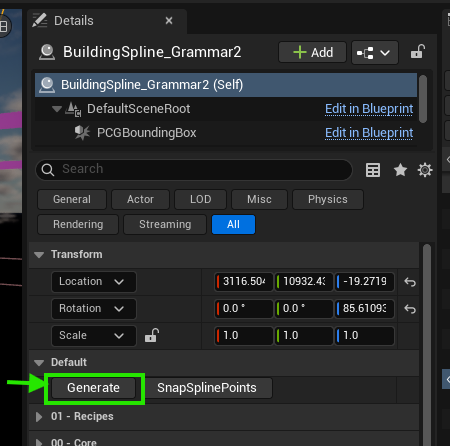 Details
BuildingSpline_Grammar2
Add
BuildingSpline_Grammar2 (Self)
DefaultSceneRoot Edit in Blueprint
PCGBoundingBox Edit in Blueprint
Search
General Actor LOD Misc Physics
Rendering Streaming All
Transform
Location 3116.504 10932.43 -19.2719
Rotation 0.0 ° 0.0 ° 85.61093
Scale 1.0 1.0 1.0
Default
Generate SnapSplinePoints
01 - Recipes
00 - Core